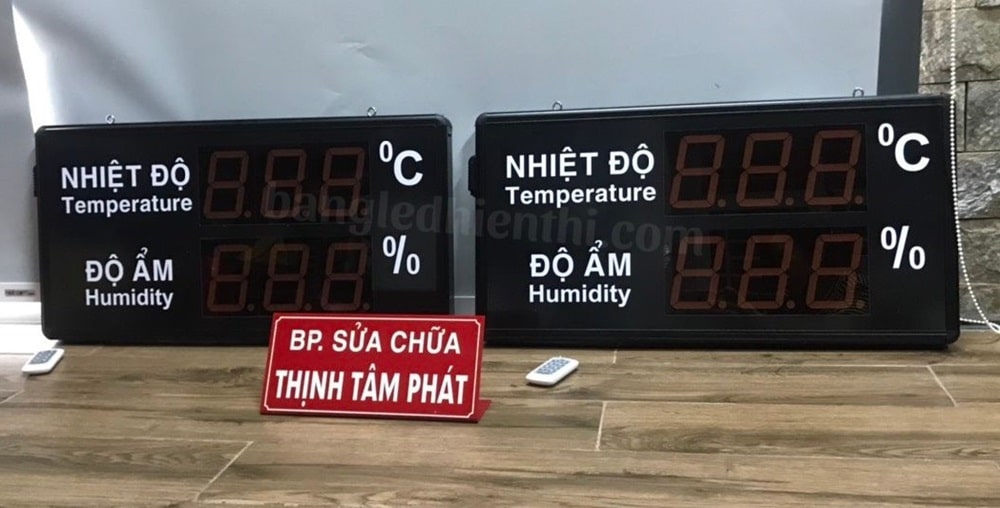 NHIỆT ĐỘ
Temperature
⁰C
ĐỘ ẨM
Humidity
%
NHIỆT ĐỘ
Temperature
⁰C
ĐỘ ẨM
Humidity
%
bangledhienthi.com
BP. SỬA CHỮA
THỊNH TÂM PHÁT